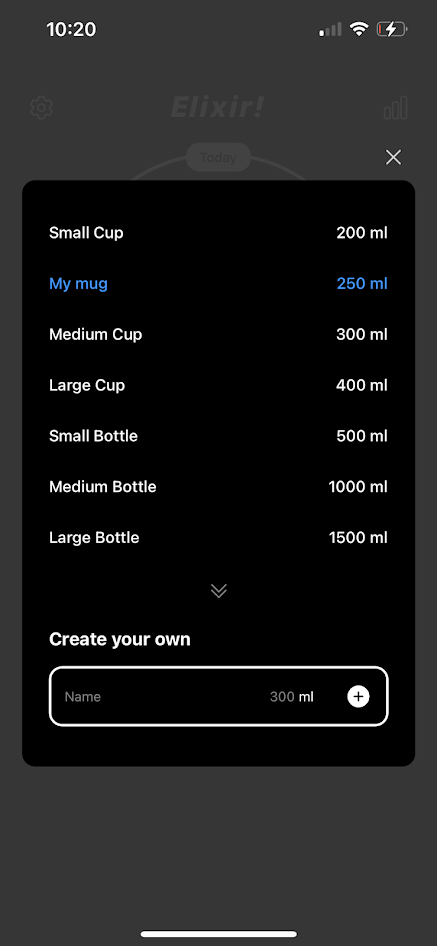 10:20
Elixir!
Today
Small Cup 200 ml
My mug 250 ml
Medium Cup 300 ml
Large Cup 400 ml
Small Bottle 500 ml
Medium Bottle 1000 ml
Large Bottle 1500 ml
Create your own
Name 300 ml